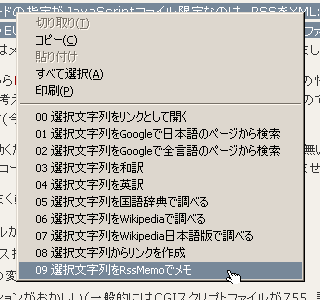 ードの指定がJavaScriptファイル限定なのは、RSSをXML:
切り取り(T)
コピー(C)
貼り付け
すべて選択(A)
印刷(P)
00 選択文字列をリンクとして開く
01 選択文字列をGoogleで日本語のページから検索
02 選択文字列をGoogleで全言語のページから検索
03 選択文字列を和訳
04 選択文字列を英訳
05 選択文字列を国語辞典で調べる
06 選択文字列をWikipediaで調べる
07 選択文字列をWikipedia日本語版で調べる
08 選択文字列からリンクを作成
09 選択文字列をRssMemoでメモ
ションがおかしい(一般的にはCGIスクリプトファイルが755、